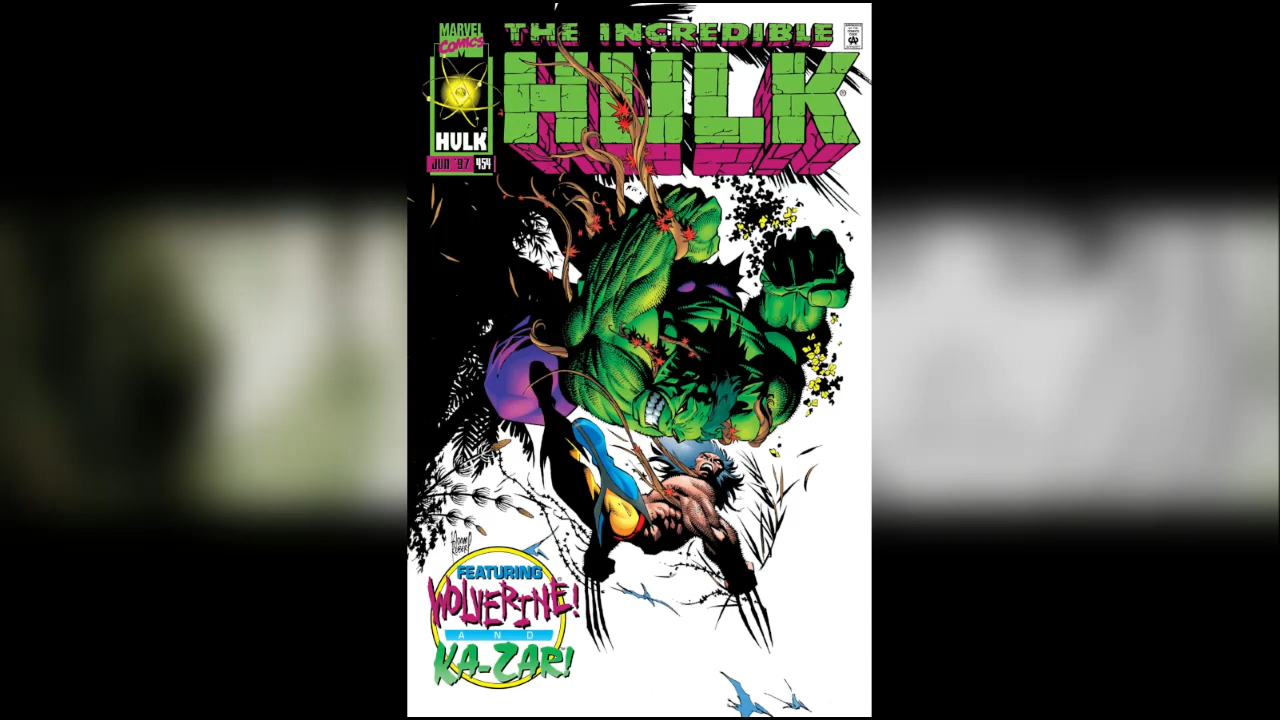 MARVEL
COMICS
THE INCREDIBLE
HULK
HULK
JUN '97 454
FEATURING
WOLVERINE!
AND
KA-ZAR!